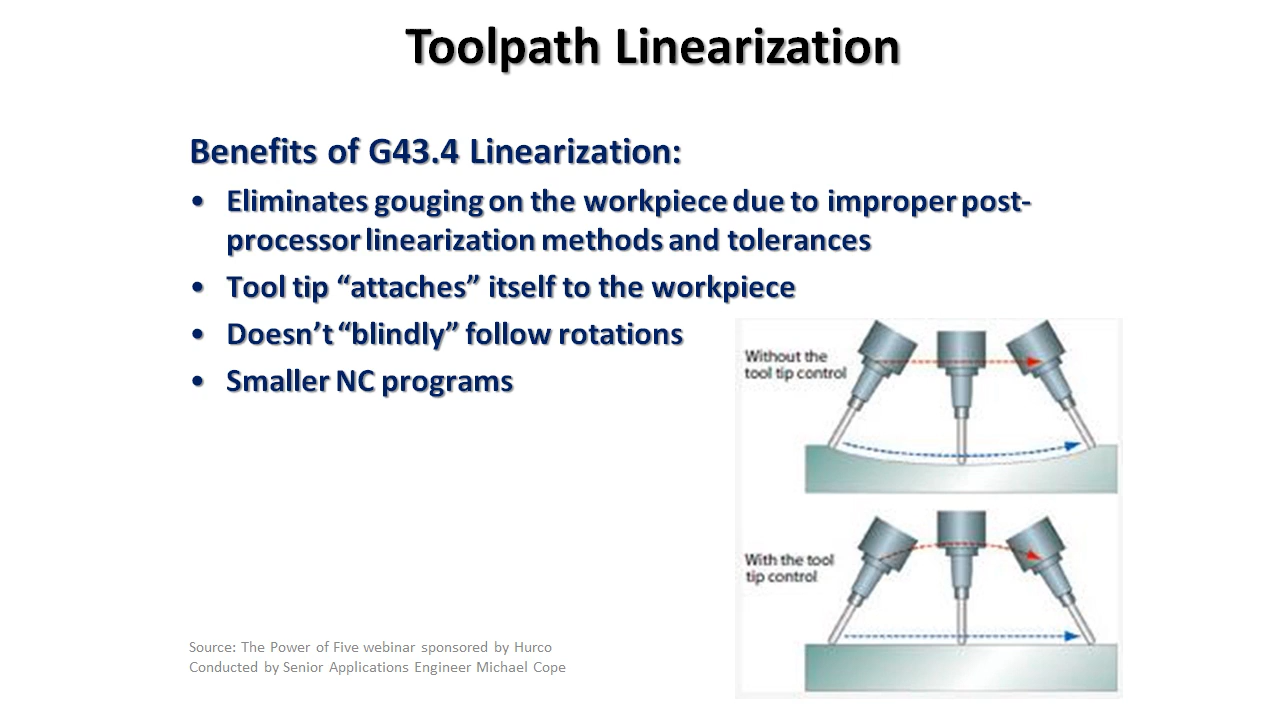 Toolpath Linearization
Benefits of G43.4 Linearization:
• Eliminates gouging on the workpiece due to improper post-
processor linearization methods and tolerances
• Tool tip “attaches” itself to the workpiece
• Doesn’t “blindly” follow rotations
• Smaller NC programs
Without the
tool tip control
With the tool
tip control
Source: The Power of Five webinar sponsored by Hurco
Conducted by Senior Applications Engineer Michael Cope